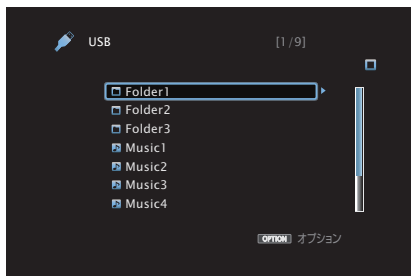 USB [1/9]
Folder1
Folder2
Folder3
Music1
Music2
Music3
Music4
OPTION オプション